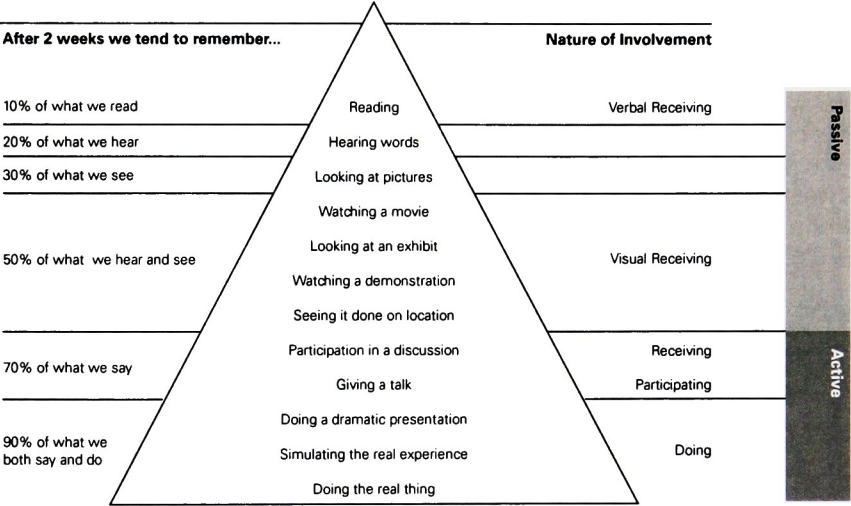 After 2 weeks we tend to remember...
Nature of Involvement
10% of what we read
Reading
Verbal Receiving
20% of what we hear
Hearing words
30% of what we see
Looking at pictures
Watching a movie
Looking at an exhibit
50% of what we hear and see
Visual Receiving
Watching a demonstration
Seeing it done on location
Passive
Participation in a discussion
Receiving
70% of what we say
Giving a talk
Participating
Doing a dramatic presentation
90% of what we
both say and do
Simulating the real experience
Doing
Doing the real thing
Active